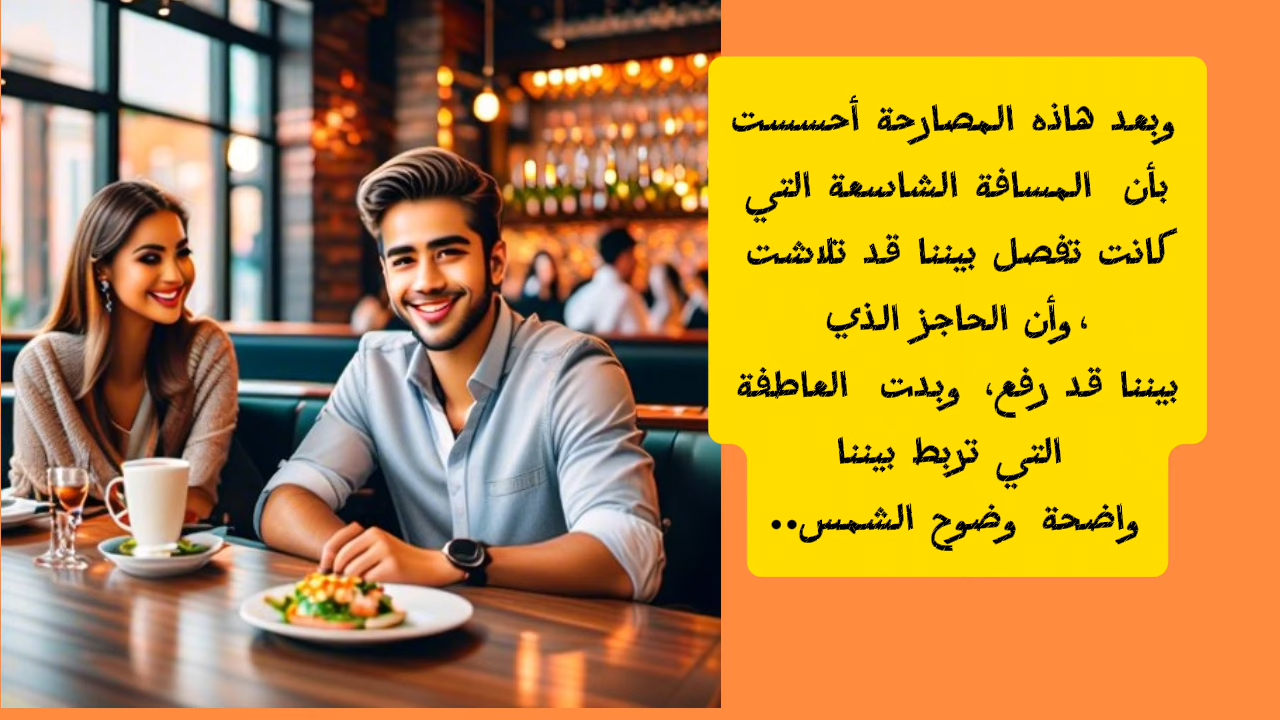 وبعد هاذه المصارحة أحسست
بأن المسافة الشاسعة التي
كانت تفصل بيننا قد تلاشت
،وأن الحاجز الذي
بيننا قد رفع، وبدت العاطفة
التي تربط بيننا
واضحة وضوح الشمس..